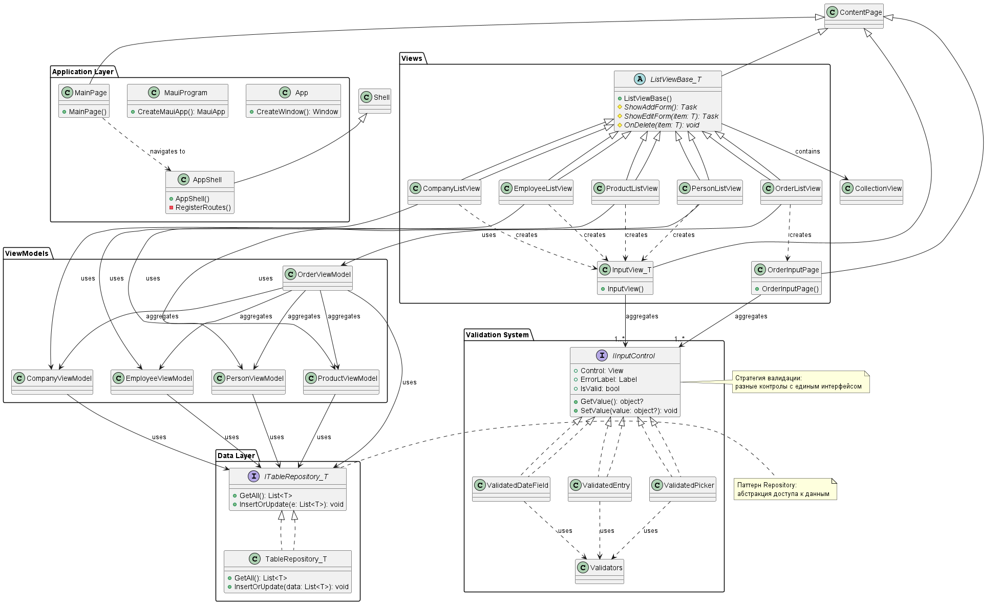 C ContentPage
Views
Application Layer
A ListViewBase_T
ListViewBase()
ShowAddForm(): Task
ShowEditForm(item: T): Task
OnDelete(item: T): void
C MainPage
MainPage()
C MauiProgram
CreateMauiApp(): MauiApp
C App
CreateWindow(): Window
C Shell
navigates to
contains
C AppShell
AppShell()
RegisterRoutes()
C CompanyListView
C EmployeeListView
C ProductListView
C PersonListView
C OrderListView
C CollectionView
uses
creates
creates
creates
creates
creates
ViewModels
C OrderViewModel
uses
uses
uses
uses
C InputView_T
InputView()
C OrderInputPage
OrderInputPage()
aggregates
aggregates
aggregates
aggregates
aggregates
aggregates
Validation System
1..*
1..*
I IInputControl
Control: View
ErrorLabel: Label
IsValid: bool
GetValue(): object?
SetValue(value: object?): void
Стратегия валидации:
разные контролы с единым интерфейсом
C CompanyViewModel
C EmployeeViewModel
C PersonViewModel
C ProductViewModel
uses
uses
uses
uses
uses
Data Layer
I ITableRepository_T
GetAll(): List<T>
InsertOrUpdate(e: List<T>): void
C ValidatedDateField
C ValidatedEntry
C ValidatedPicker
Паттерн Repository:
абстракция доступа к данным
uses
uses
uses
C TableRepository_T
GetAll(): List<T>
InsertOrUpdate(data: List<T>): void
C Validators